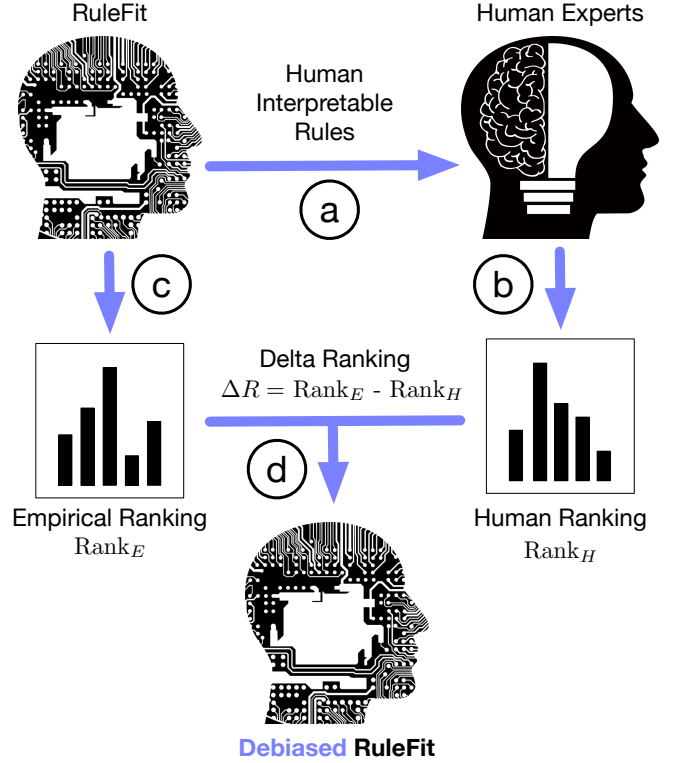 RuleFit
Human Experts
Human
Interpretable
Rules
a
c
b
Delta Ranking
ΔR = Rank_E - Rank_H
d
Empirical Ranking
Rank_E
Human Ranking
Rank_H
Debiased RuleFit